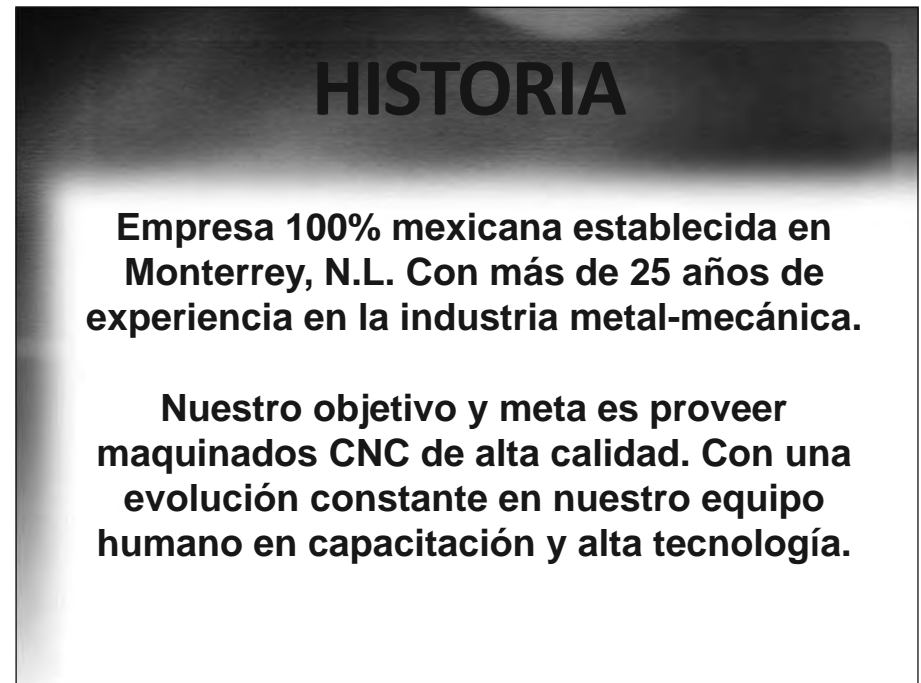 HISTORIA
Empresa 100% mexicana establecida en
Monterrey, N.L. Con más de 25 años de
experiencia en la industria metal-mecánica.
Nuestro objetivo y meta es proveer
maquinados CNC de alta calidad. Con una
evolución constante en nuestro equipo
humano en capacitación y alta tecnología.